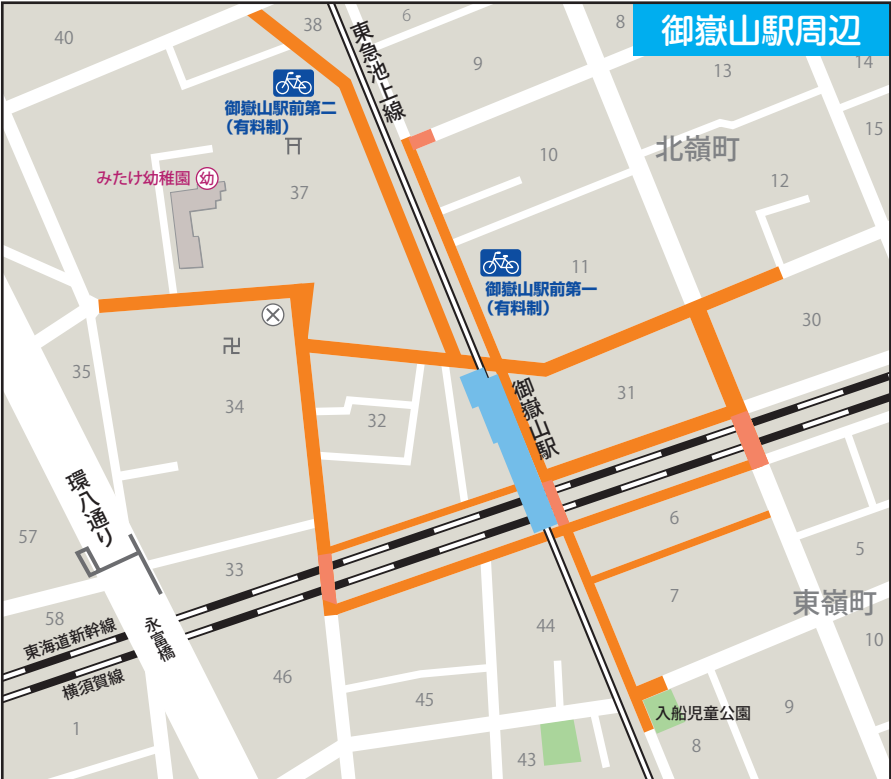 御嶽山駅周辺
40
38
6
8
9
13
14
15
東急池上線
御嶽山駅前第二
(有料制)
10
北嶺町
12
みたけ幼稚園
幼
37
11
御嶽山駅前第一
(有料制)
30
卍
35
34
32
31
御嶽山駅
環八通り
57
33
6
5
58
東海道新幹線
永富橋
横須賀線
7
東嶺町
10
44
46
45
1
入船児童公園
9
43
8